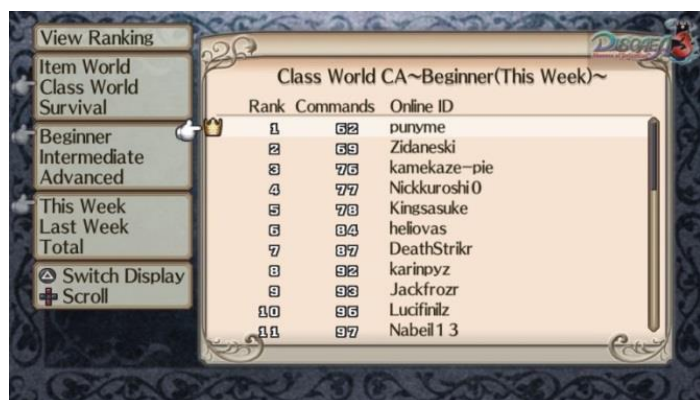 View Ranking
Item World
Class World
Survival
Beginner
Intermediate
Advanced
This Week
Last Week
Total
Switch Display
Scroll
DISGAEA 3
Class World CA~Beginner(This Week)~
Rank Commands Online ID
1 62 punyme
2 69 Zidaneski
3 76 kamekaze-pie
4 77 Nickkuroshi0
5 78 Kingsasuke
6 84 heliovas
7 87 DeathStrikr
8 92 karinpyz
9 93 Jackfrozr
10 96 Lucifinilz
11 97 Nabeil13